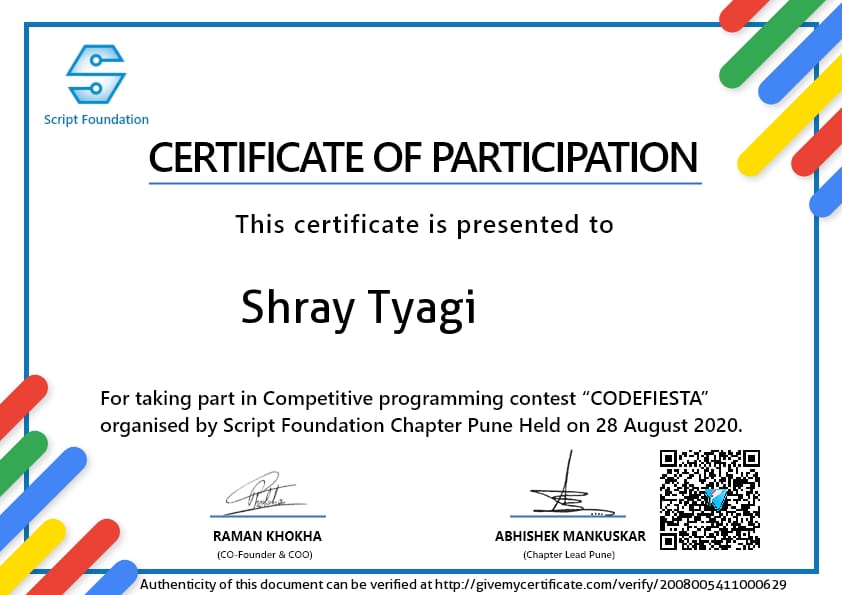 Script Foundation
CERTIFICATE OF PARTICIPATION
This certificate is presented to
Shray Tyagi
For taking part in Competitive programming contest “CODEFIESTA”
organised by Script Foundation Chapter Pune Held on 28 August 2020.
RAMAN KHOKHA
(CO-Founder & COO)
ABHISHEK MANKUSKAR
(Chapter Lead Pune)
Authenticity of this document can be verified at http://givemycertificate.com/verify/2008005411000629